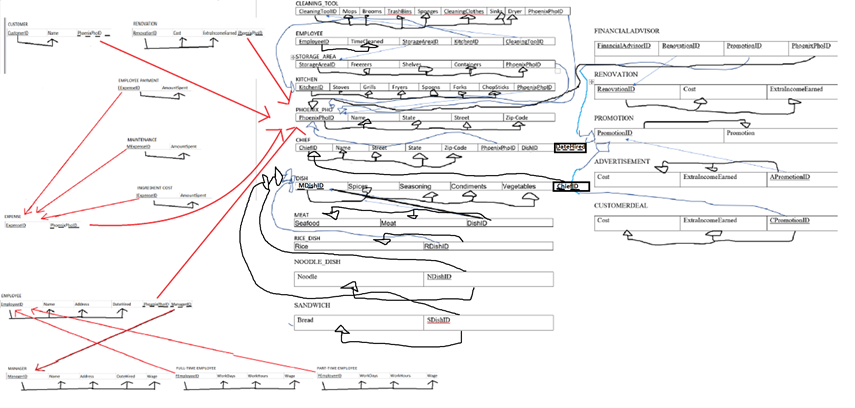 CUSTOMER
CustomerID Name PhoenixPhoID
RENOVATION
RenovationID Cost ExtraIncomeEarned PhoenixPhoID
EMPLOYEE PAYMENT
EExpenseID AmountSpent
MAINTENANCE
MExpenseID AmountSpent
INGREDIENT COST
AmountSpent
EXPENSE
ExpenseID PhoenixPhoID
EMPLOYEE
EmployeeID Name Address DateHired PhoenixPhoID ManagerID
MANAGER
ManagerID Name Address DateHired Wage
FULL-TIME EMPLOYEE
FEmployeeID WorkDays WorkHours Wage
PART-TIME EMPLOYEE
PEmployeeID WorkDays WorkHours Wage
CLEANING_TOOL
CleaningToolID Mops Brooms TrashBins Sponges CleaningClothes Sinks Dryer PhoenixPhoID
EMPLOYEE
EmployeeID TimeCleaned StorageAreaID KitchenID CleaningToolID
STORAGE_AREA
StorageAreaID Freezers Shelves Containers PhoenixPhoID
KITCHEN
KitchenID Stoves Grills Fryers Spoons Forks ChopSticks PhoenixPhoID
PHOENIX_PHO
PhoenixPhoID Name State Street Zip-Code
CHIEF
ChiefID Name Street State Zip-Code PhoenixPhoID DishID DateHired
DISH
MDishID Spices Seasoning Condiments Vegetables ChiefID
MEAT
Seafood Meat DishID
RICE_DISH
Rice RDishID
NOODLE_DISH
Noodle NDishID
SANDWICH
Bread SDishID
FINANCIALADVISOR
FinancialAdvisorID RenovationID PromotionID PhoenixPhoID
RENOVATION
RenovationID Cost ExtraIncomeEarned
PROMOTION
PromotionID Promotion
ADVERTISEMENT
Cost ExtraIncomeEarned APromotionID
CUSTOMERDEAL
Cost ExtraIncomeEarned CPromotionID